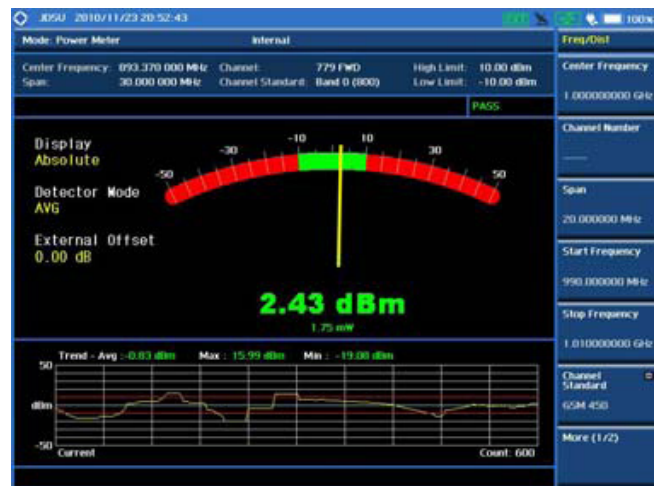 JDSU 2010/11/23 20:52:43
100%
Mode: Power Meter Internal
Center Frequency: 893.370 000 MHz Channel: 779 FWD High Limit: 10.00 dBm
Span: 30.000 000 MHz Channel Standard: Band 0 (800) Low Limit: -10.00 dBm
PASS
Display
Absolute
Detector Mode
AVG
External Offset
0.00 dB
-50 -30 -10 10 30 50
2.43 dBm
1.75 mW
Trend - Avg : -0.83 dBm Max : 15.99 dBm Min : -19.08 dBm
50
dBm
-50
Current Count: 600
Freq/Dist
Center Frequency
1.000000000 GHz
Channel Number
Span
20.000000 MHz
Start Frequency
990.000000 MHz
Stop Frequency
1.010000000 GHz
Channel
Standard
GSM 450
More (1/2)